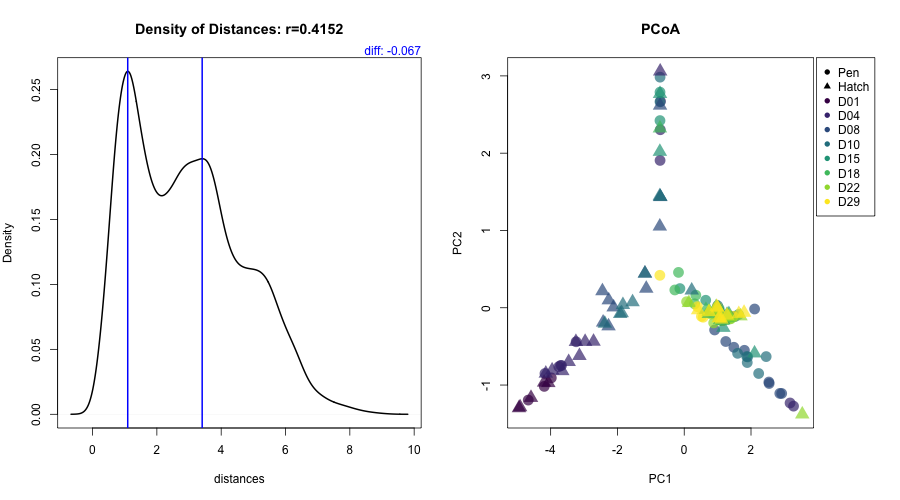 Density of Distances: r=0.4152
diff: -0.067
Density
0.00
0.05
0.10
0.15
0.20
0.25
0 2 4 6 8 10
distances
PCoA
PC2
3
2
1
0
-1
-4 -2 0 2
PC1
Pen
Hatch
D01
D04
D08
D10
D15
D18
D22
D29